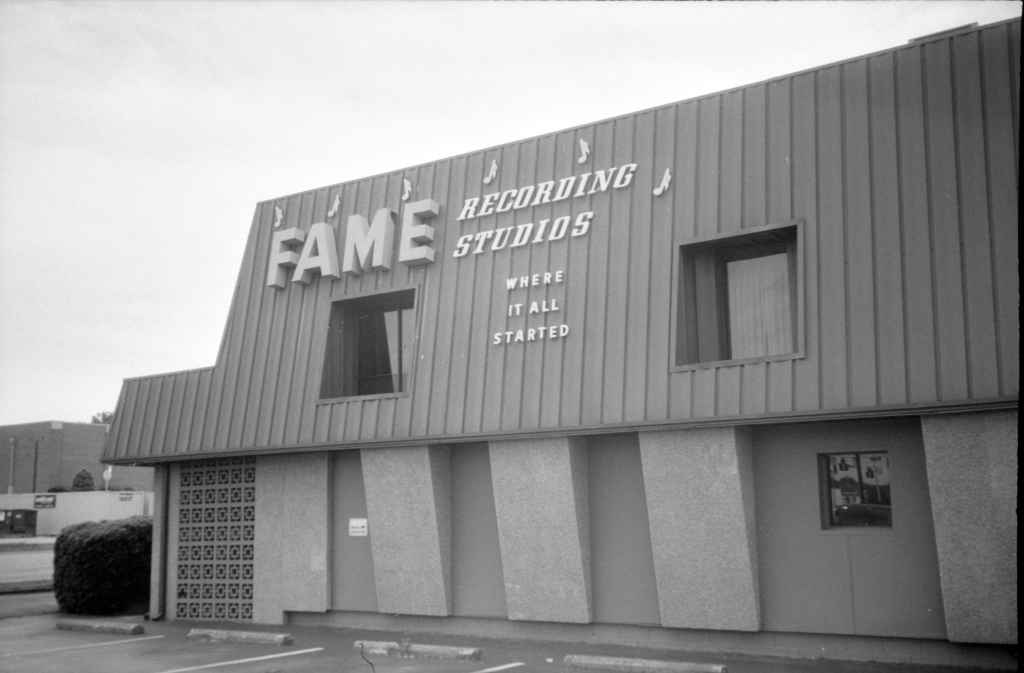 FAME
RECORDING
STUDIOS
WHERE
IT ALL
STARTED